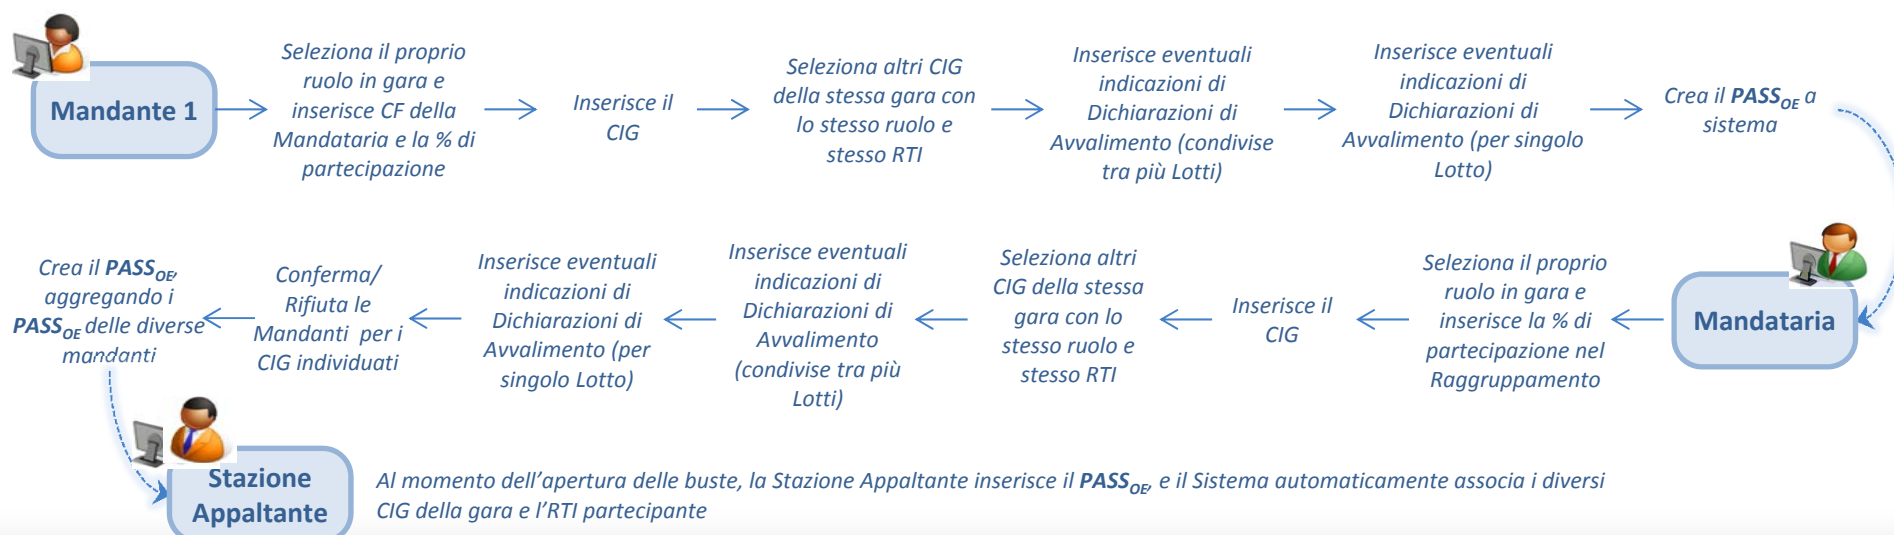 Mandante 1
Seleziona il proprio
ruolo in gara e
inserisce CF della
Mandataria e la % di
partecipazione
Inserisce il
CIG
Seleziona altri CIG
della stessa gara con
lo stesso ruolo e
stesso RTI
Inserisce eventuali
indicazioni di
Dichiarazioni di
Avvalimento (condivise
tra più Lotti)
Inserisce eventuali
indicazioni di
Dichiarazioni di
Avvalimento (per singolo
Lotto)
Crea il PASSOE a
sistema
Mandataria
Seleziona il proprio
ruolo in gara e
inserisce la % di
partecipazione nel
Raggruppamento
Inserisce il
CIG
Seleziona altri
CIG della stessa
gara con lo
stesso ruolo e
stesso RTI
Inserisce eventuali
indicazioni di
Dichiarazioni di
Avvalimento
(condivise tra più
Lotti)
Inserisce eventuali
indicazioni di
Dichiarazioni di
Avvalimento (per
singolo Lotto)
Conferma/
Rifiuta le
Mandanti per i
CIG individuati
Crea il PASSOE,
aggregando i
PASSOE delle diverse
mandanti
Stazione
Appaltante
Al momento dell'apertura delle buste, la Stazione Appaltante inserisce il PASSOE, e il Sistema automaticamente associa i diversi
CIG della gara e l'RTI partecipante